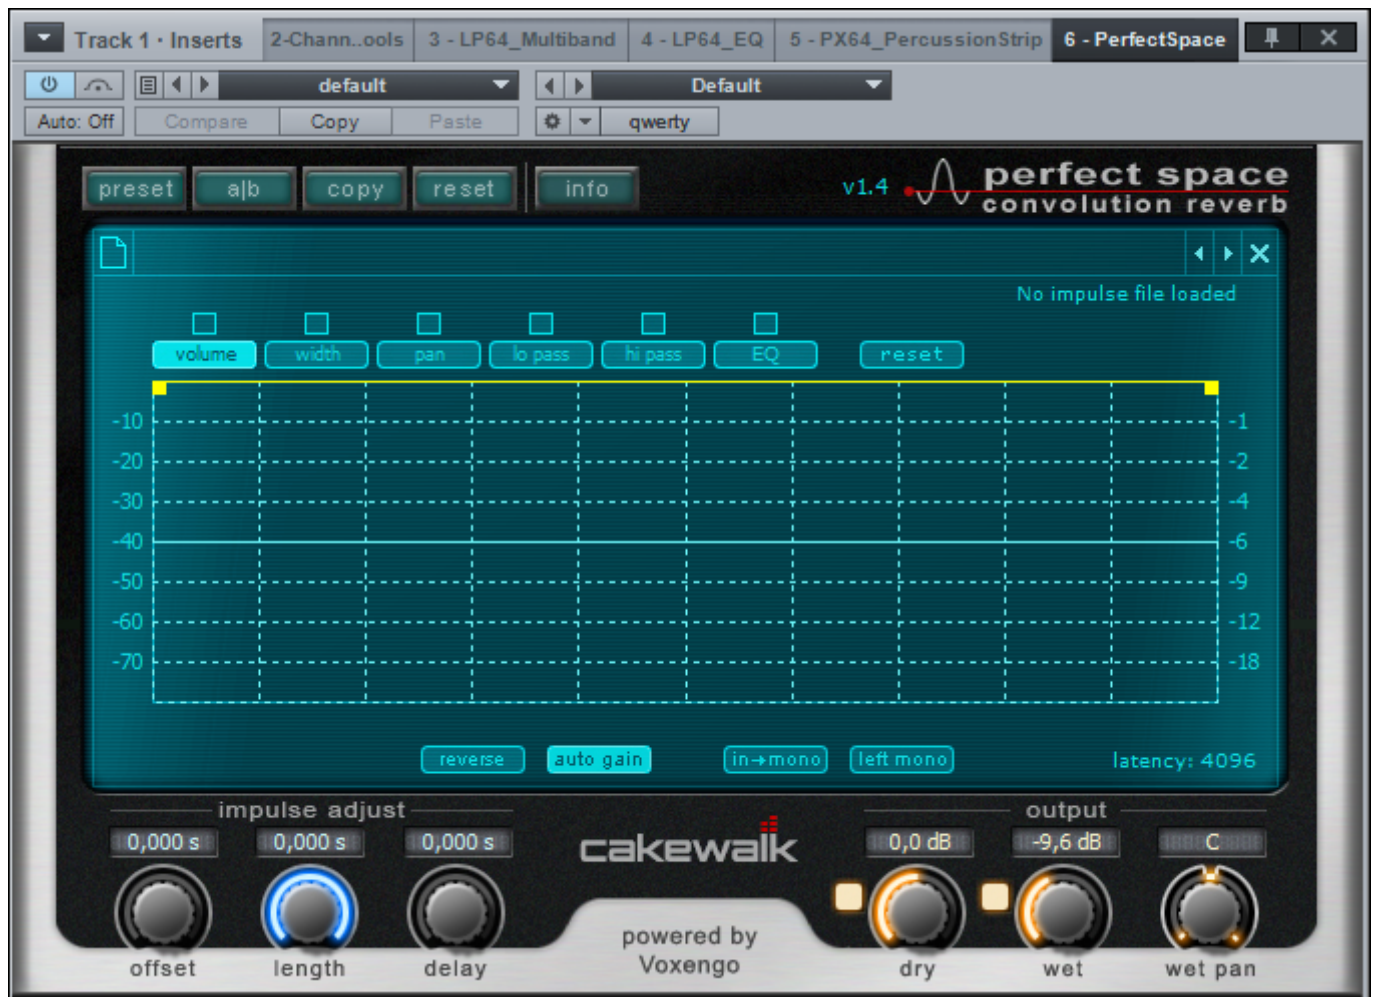 Track 1 · Inserts 2-Chann..ools 3 - LP64_Multiband 4 - LP64_EQ 5 - PX64_PercussionStrip 6 - PerfectSpace
default Default
Auto: Off Compare Copy Paste qwerty
preset a|b copy reset info v1.4 perfect space
convolution reverb
No impulse file loaded
volume width pan lo pass hi pass EQ reset
-10 -1
-20 -2
-30 -4
-40 -6
-50 -9
-60 -12
-70 -18
reverse auto gain in→mono left mono latency: 4096
impulse adjust output
0,000 s 0,000 s 0,000 s cakewalk 0,0 dB -9,6 dB C
powered by
Voxengo
offset length delay dry wet wet pan